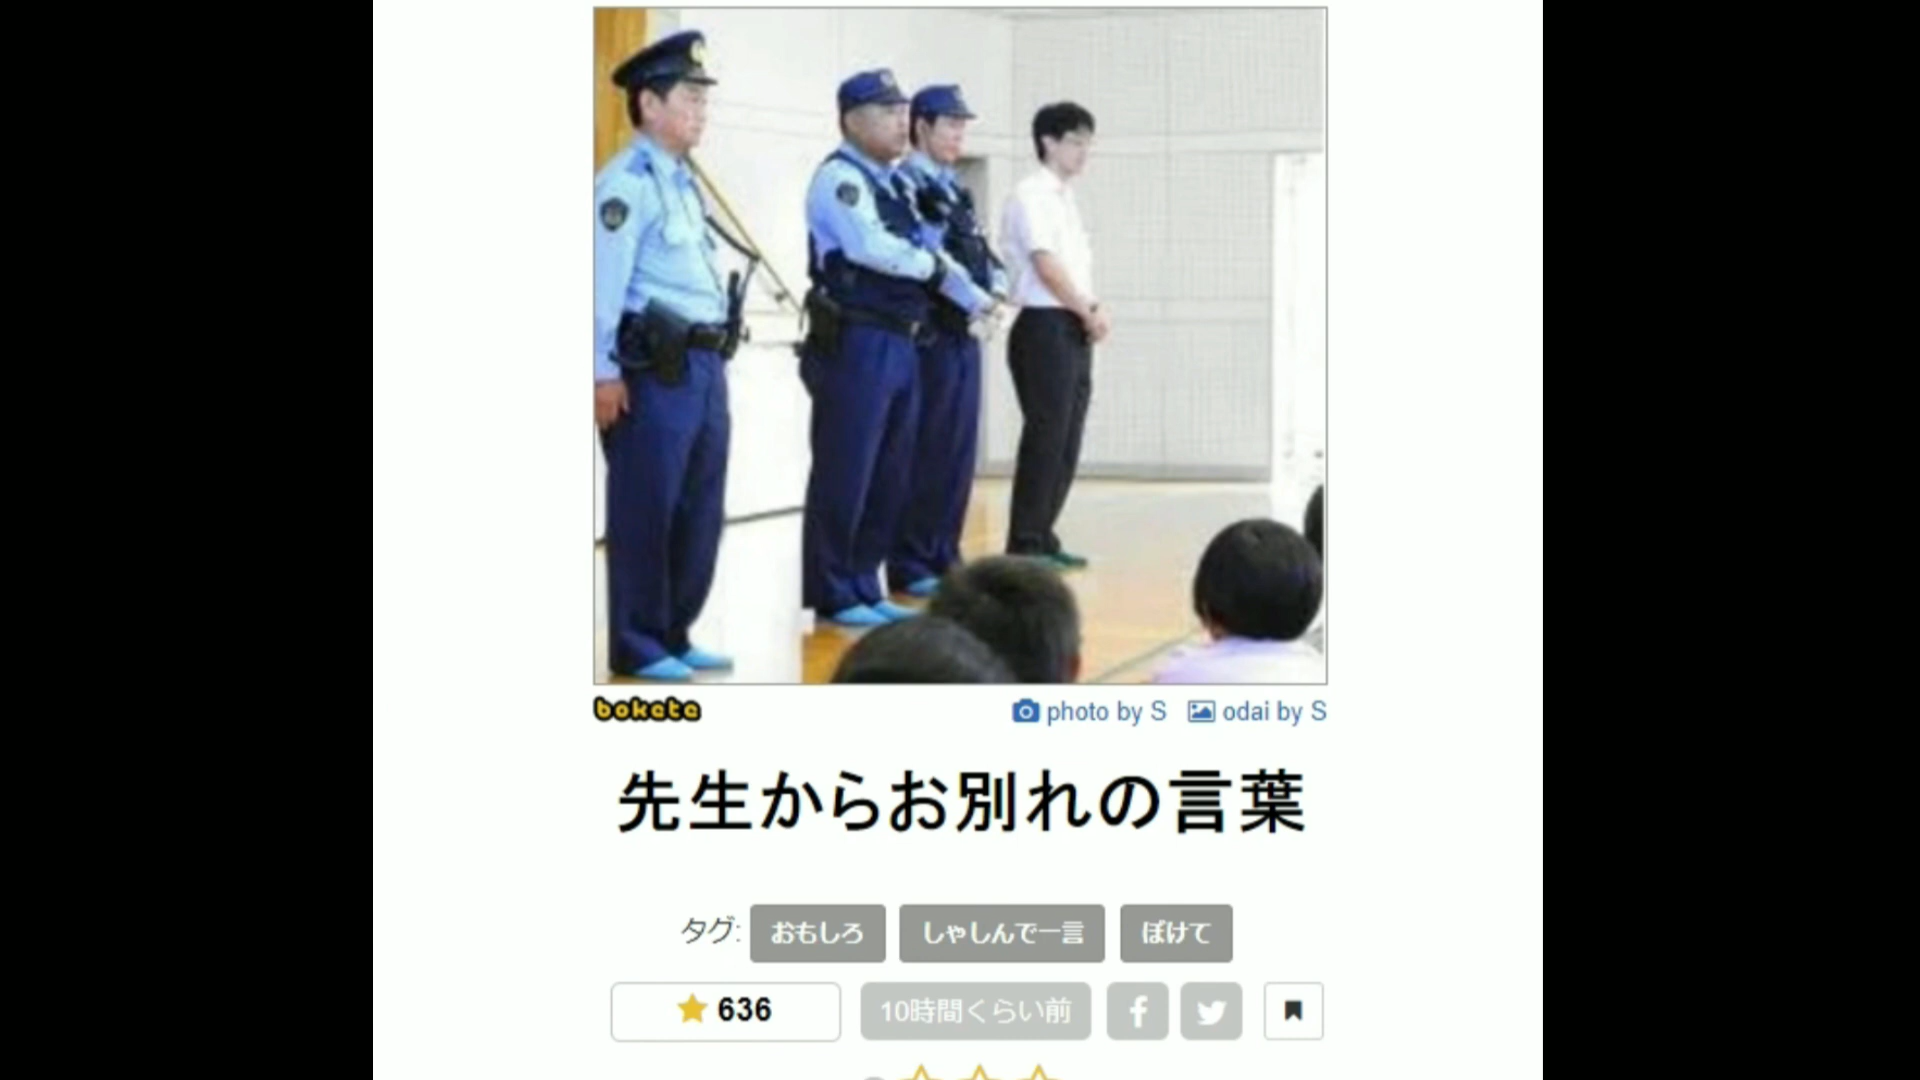 bokete
photo by S odai by S
先生からお別れの言葉
タグ: おもしろ しゃしんで一言 ぼけて
636 10時間くらい前